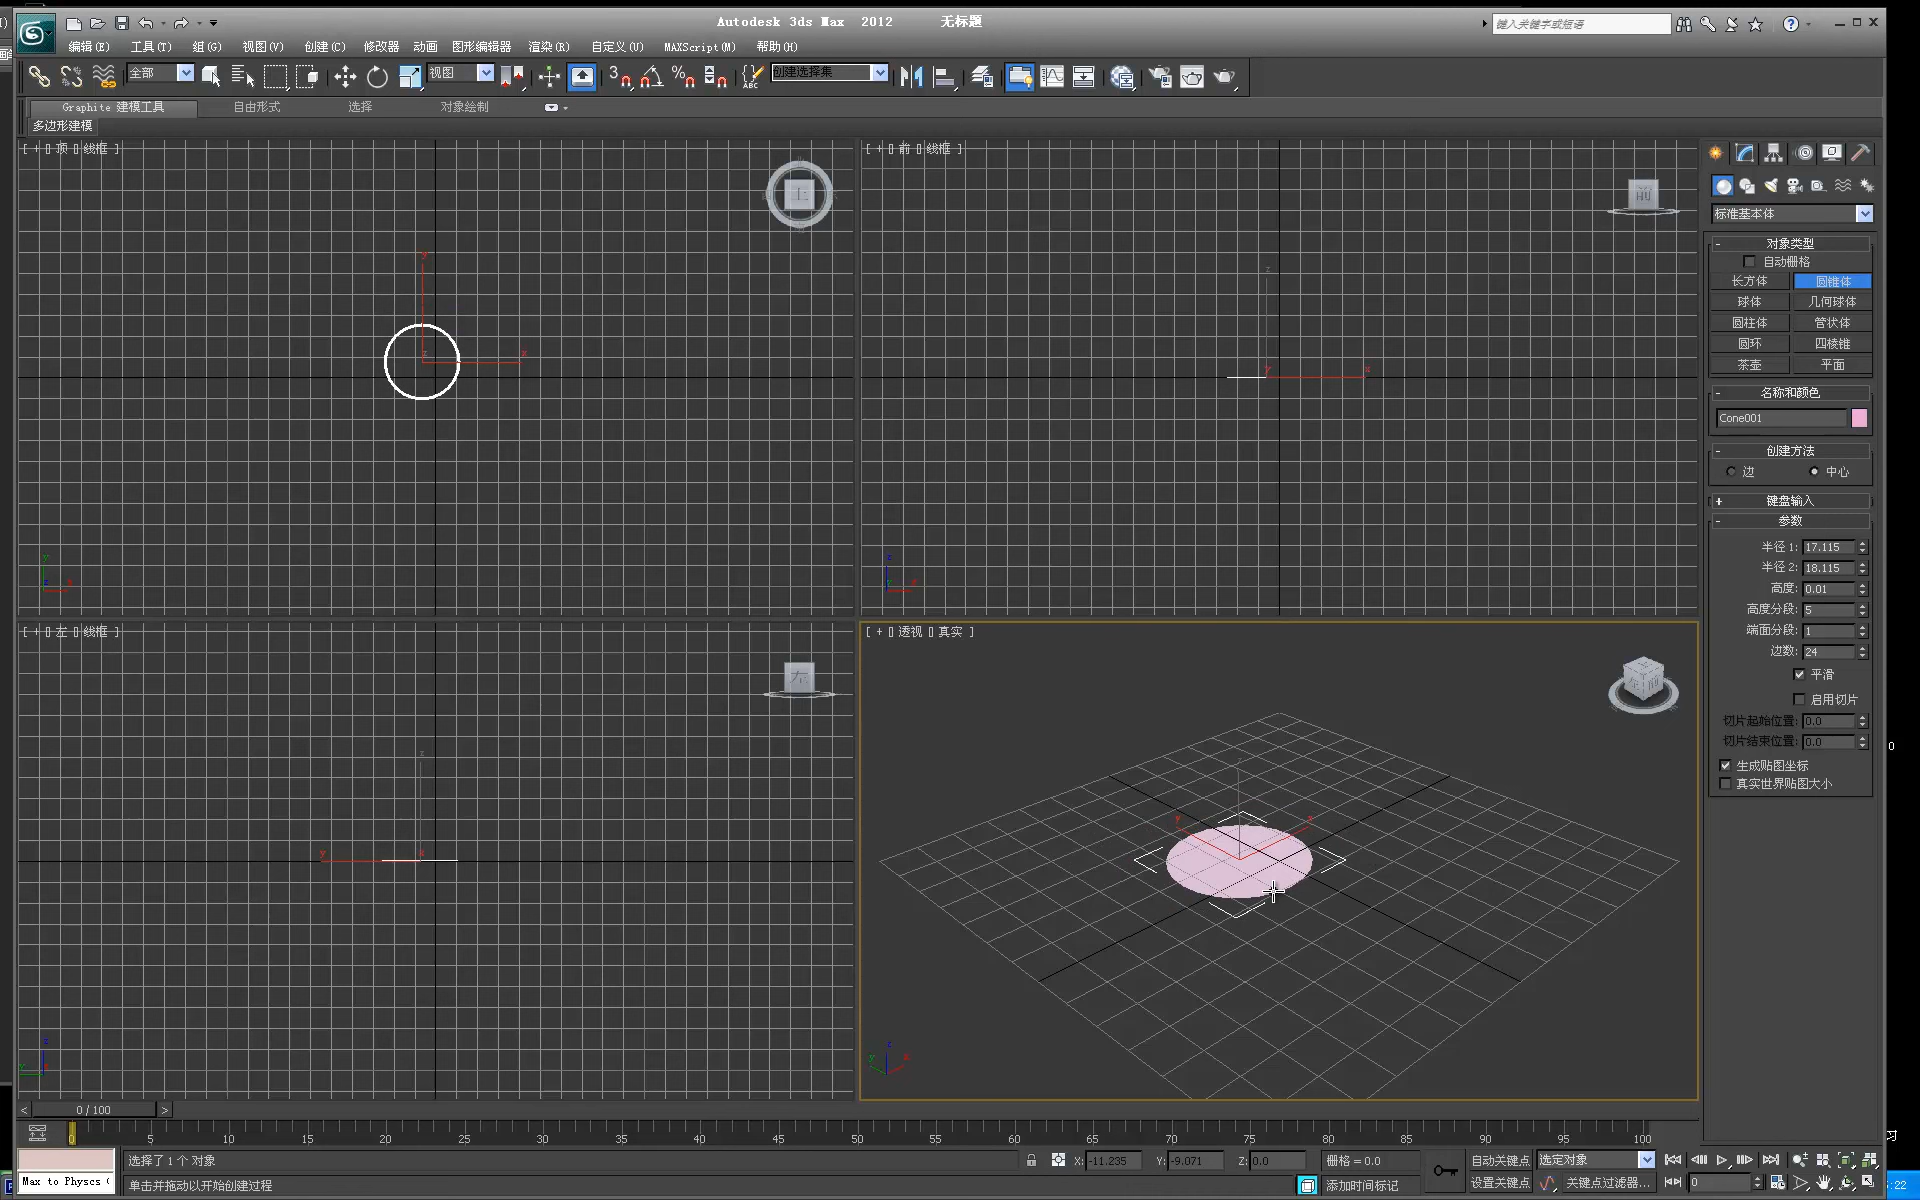 Autodesk 3ds Max 2012 无标题
键入关键字或短语
编辑(E) 工具(T) 组(G) 视图(V) 创建(C) 修改器 动画 图形编辑器 渲染(R) 自定义(U) MAXScript(M) 帮助(H)
全部 视图 创建选择集
Graphite 建模工具 自由形式 选择 对象绘制
多边形建模
[ + [] 顶 [] 线框 ]
[ + [] 前 [] 线框 ]
上
前
标准基本体
- 对象类型
自动栅格
长方体 圆锥体
球体 几何球体
圆柱体 管状体
圆环 四棱锥
茶壶 平面
- 名称和颜色
Cone001
- 创建方法
边 中心
+ 键盘输入
- 参数
半径 1: 17.115
半径 2: 18.115
高度: 0.01
高度分段: 5
端面分段: 1
边数: 24
平滑
启用切片
切片起始位置: 0.0
切片结束位置: 0.0
生成贴图坐标
真实世界贴图大小
[ + [] 左 [] 线框 ]
[ + [] 透视 [] 真实 ]
左
< 0 / 100 >
0 5 10 15 20 25 30 35 40 45 50 55 60 65 70 75 80 85 90 95 100
选择了 1 个 对象
X: -11.235 Y: -9.071 Z: 0.0 栅格 = 0.0
自动关键点 选定对象
Max to Physcs (
单击并拖动以开始创建过程
添加时间标记
设置关键点 关键点过滤器... 0
:22